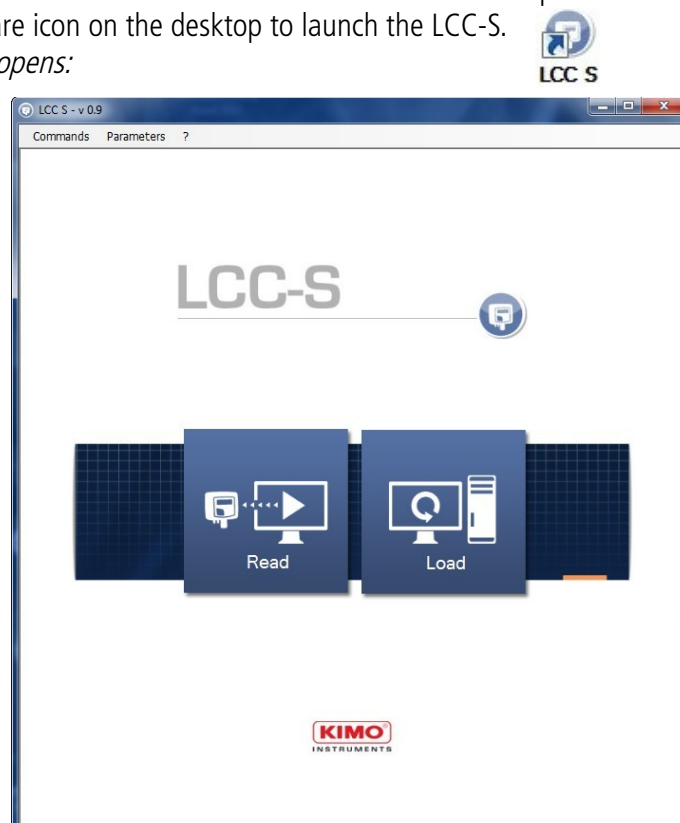 are icon on the desktop to launch the LCC-S.
opens:
LCC S
LCC S - v 0.9
Commands Parameters ?
LCC-S
Read
Load
KIMO
INSTRUMENTS